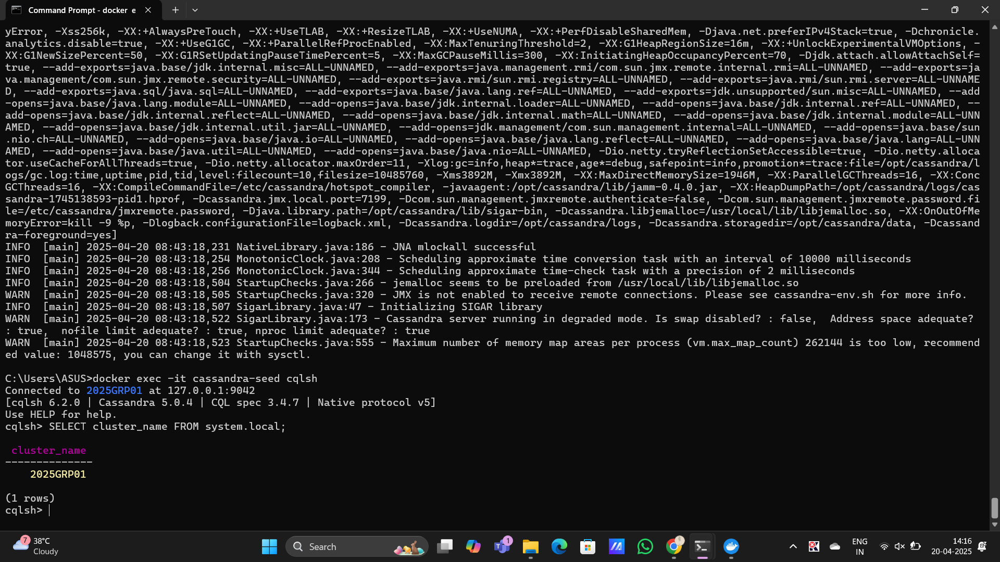 Command Prompt - docker e
yError, -Xss256k, -XX:+AlwaysPreTouch, -XX:+UseTLAB, -XX:+ResizeTLAB, -XX:+UseNUMA, -XX:+PerfDisableSharedMem, -Djava.net.preferIPv4Stack=true, -Dchronicle.
analytics.disable=true, -XX:+UseG1GC, -XX:+ParallelRefProcEnabled, -XX:MaxTenuringThreshold=2, -XX:G1HeapRegionSize=16m, -XX:+UnlockExperimentalVMOptions, -
XX:G1NewSizePercent=50, -XX:G1RSetUpdatingPauseTimePercent=5, -XX:MaxGCPauseMillis=300, -XX:InitiatingHeapOccupancyPercent=70, -Djdk.attach.allowAttachSelf=
true, --add-exports=java.base/jdk.internal.misc=ALL-UNNAMED, --add-exports=java.management.rmi/com.sun.jmx.remote.internal.rmi=ALL-UNNAMED, --add-exports=ja
va.management/com.sun.jmx.remote.security=ALL-UNNAMED, --add-exports=java.rmi/sun.rmi.registry=ALL-UNNAMED, --add-exports=java.rmi/sun.rmi.server=ALL-UNNAME
D, --add-exports=java.sql/java.sql=ALL-UNNAMED, --add-exports=java.base/java.lang.ref=ALL-UNNAMED, --add-exports=jdk.unsupported/sun.misc=ALL-UNNAMED, --add
-opens=java.base/java.lang.module=ALL-UNNAMED, --add-opens=java.base/jdk.internal.loader=ALL-UNNAMED, --add-opens=java.base/jdk.internal.ref=ALL-UNNAMED, --
add-opens=java.base/jdk.internal.reflect=ALL-UNNAMED, --add-opens=java.base/jdk.internal.math=ALL-UNNAMED, --add-opens=java.base/jdk.internal.module=ALL-UNN
AMED, --add-opens=java.base/jdk.internal.util.jar=ALL-UNNAMED, --add-opens=jdk.management/com.sun.management.internal=ALL-UNNAMED, --add-opens=java.base/sun
.nio.ch=ALL-UNNAMED, --add-opens=java.base/java.io=ALL-UNNAMED, --add-opens=java.base/java.lang.reflect=ALL-UNNAMED, --add-opens=java.base/java.lang=ALL-UNN
AMED, --add-opens=java.base/java.util=ALL-UNNAMED, --add-opens=java.base/java.nio=ALL-UNNAMED, -Dio.netty.tryReflectionSetAccessible=true, -Dio.netty.alloca
tor.useCacheForAllThreads=true, -Dio.netty.allocator.maxOrder=11, -Xlog:gc=info,heap*=trace,age*=debug,safepoint=info,promotion*=trace:file=/opt/cassandra/l
ogs/gc.log:time,uptime,pid,tid,level:filecount=10,filesize=10485760, -Xms3892M, -Xmx3892M, -XX:MaxDirectMemorySize=1946M, -XX:ParallelGCThreads=16, -XX:Conc
GCThreads=16, -XX:CompileCommandFile=/etc/cassandra/hotspot_compiler, -javaagent:/opt/cassandra/lib/jamm-0.4.0.jar, -XX:HeapDumpPath=/opt/cassandra/logs/cas
sandra-1745138593-pid1.hprof, -Dcassandra.jmx.local.port=7199, -Dcom.sun.management.jmxremote.authenticate=false, -Dcom.sun.management.jmxremote.password.fi
le=/etc/cassandra/jmxremote.password, -Djava.library.path=/opt/cassandra/lib/sigar-bin, -Dcassandra.libjemalloc=/usr/local/lib/libjemalloc.so, -XX:OnOutOfMe
moryError=kill -9 %p, -Dlogback.configurationFile=logback.xml, -Dcassandra.logdir=/opt/cassandra/logs, -Dcassandra.storagedir=/opt/cassandra/data, -Dcassand
ra-foreground=yes]
INFO  [main] 2025-04-20 08:43:18,231 NativeLibrary.java:186 - JNA mlockall successful
INFO  [main] 2025-04-20 08:43:18,254 MonotonicClock.java:208 - Scheduling approximate time conversion task with an interval of 10000 milliseconds
INFO  [main] 2025-04-20 08:43:18,256 MonotonicClock.java:344 - Scheduling approximate time-check task with a precision of 2 milliseconds
INFO  [main] 2025-04-20 08:43:18,504 StartupChecks.java:266 - jemalloc seems to be preloaded from /usr/local/lib/libjemalloc.so
WARN  [main] 2025-04-20 08:43:18,505 StartupChecks.java:320 - JMX is not enabled to receive remote connections. Please see cassandra-env.sh for more info.
INFO  [main] 2025-04-20 08:43:18,507 SigarLibrary.java:47 - Initializing SIGAR library
WARN  [main] 2025-04-20 08:43:18,522 SigarLibrary.java:173 - Cassandra server running in degraded mode. Is swap disabled? : false,  Address space adequate?
: true,  nofile limit adequate? : true, nproc limit adequate? : true
WARN  [main] 2025-04-20 08:43:18,523 StartupChecks.java:555 - Maximum number of memory map areas per process (vm.max_map_count) 262144 is too low, recommend
ed value: 1048575, you can change it with sysctl.
C:\Users\ASUS>docker exec -it cassandra-seed cqlsh
Connected to 2025GRP01 at 127.0.0.1:9042
[cqlsh 6.2.0 | Cassandra 5.0.4 | CQL spec 3.4.7 | Native protocol v5]
Use HELP for help.
cqlsh> SELECT cluster_name FROM system.local;
cluster_name
--------------
2025GRP01
(1 rows)
cqlsh>
7
38°C
Cloudy
Search
1
ENG
IN
14:16
20-04-2025